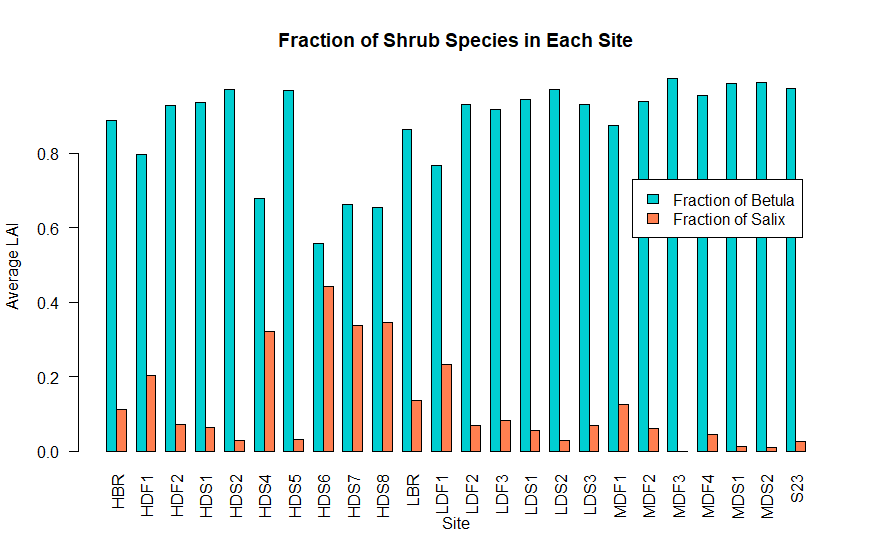 Fraction of Shrub Species in Each Site
Average LAI
0.8
0.6
0.4
0.2
0.0
Fraction of Betula
Fraction of Salix
HBR HDF1 HDF2 HDS1 HDS2 HDS4 HDS5 HDS6 HDS7 HDS8 LBR LDF1 LDF2 LDF3 LDS1 LDS2 LDS3 MDF1 MDF2 MDF3 MDF4 MDS1 MDS2 S23
Site